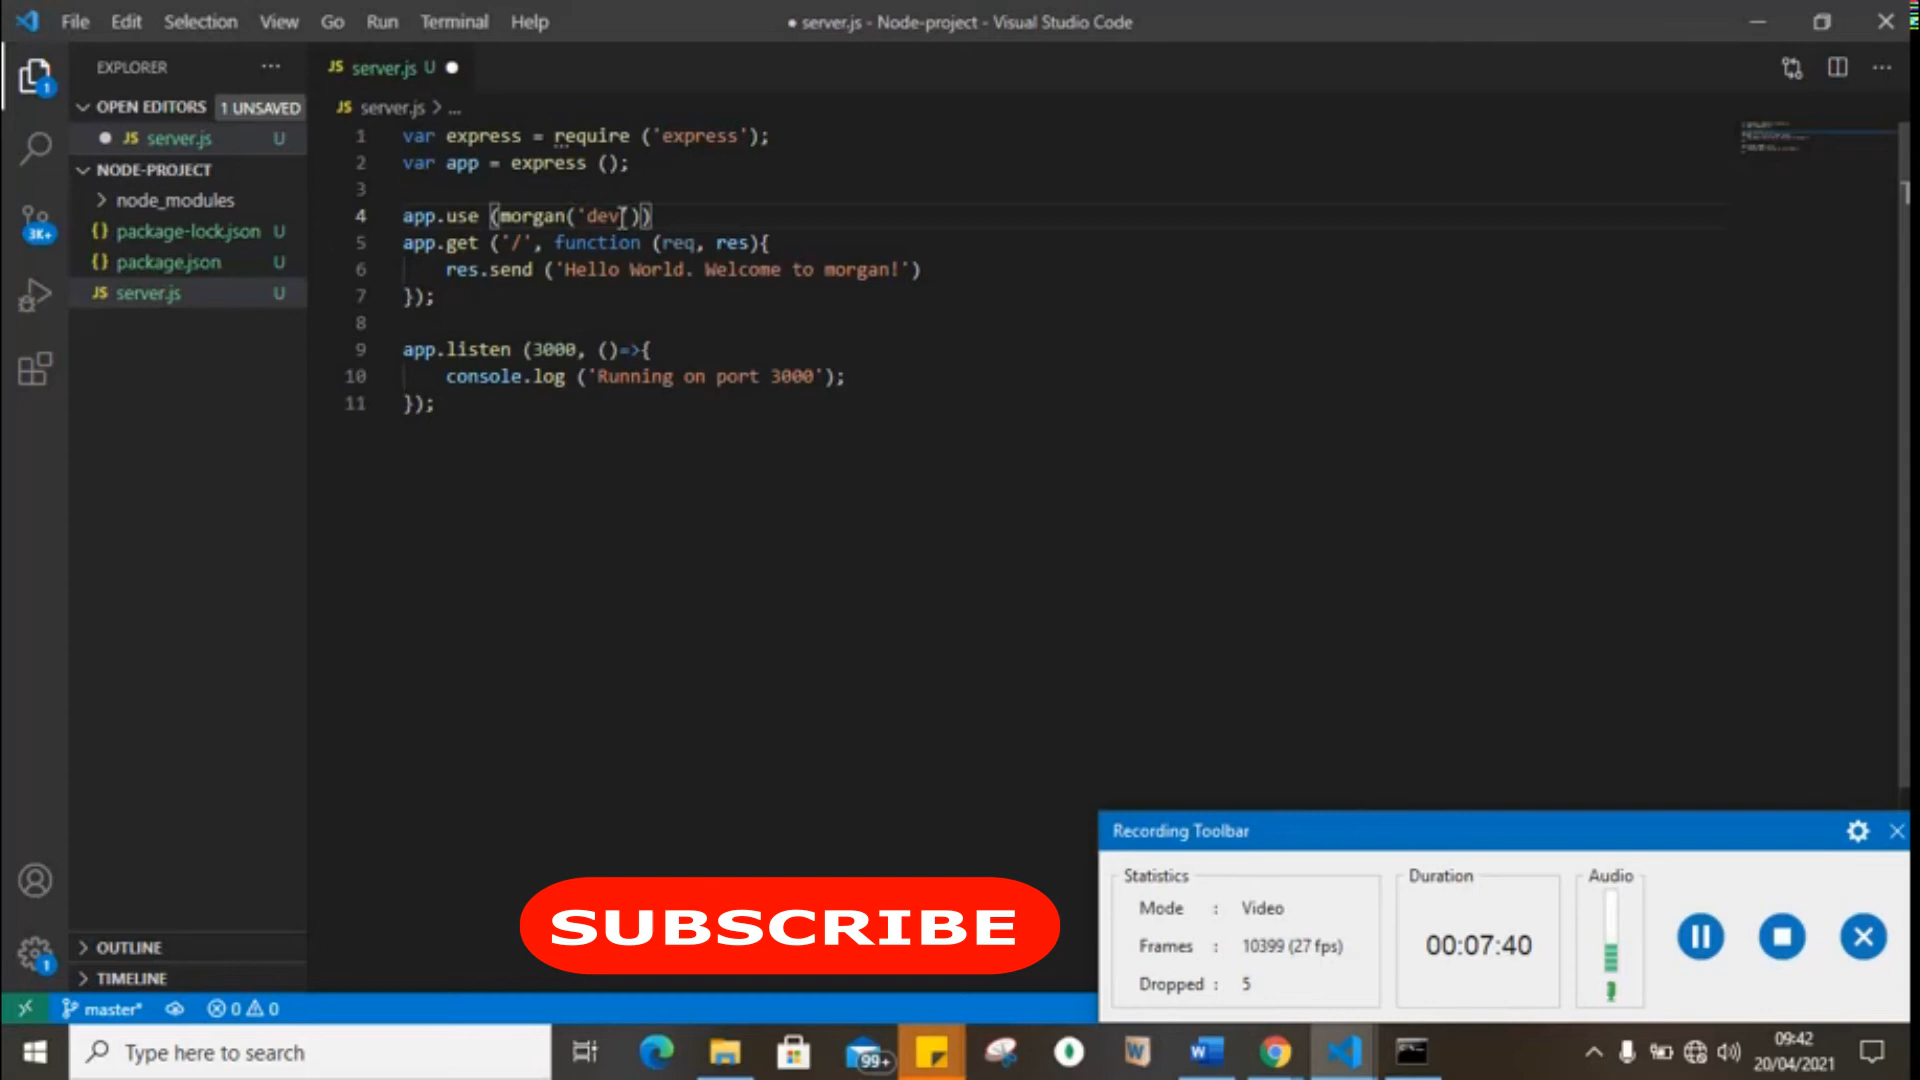 File Edit Selection View Go Run Terminal Help
● server.js - Node-project - Visual Studio Code
EXPLORER
JS server.js U
OPEN EDITORS 1 UNSAVED
JS server.js U
NODE-PROJECT
node_modules
{} package-lock.json U
{} package.json U
JS server.js U
OUTLINE
TIMELINE
1
3K+
1
JS server.js > ...
1 var express = require ('express');
2 var app = express ();
3
4 app.use (morgan('dev'))
5 app.get ('/', function (req, res){
6 res.send ('Hello World. Welcome to morgan!')
7 });
8
9 app.listen (3000, ()=>{
10 console.log ('Running on port 3000');
11 });
SUBSCRIBE
Recording Toolbar
Statistics
Mode : Video
Frames : 10399 (27 fps)
Dropped : 5
Duration
00:07:40
Audio
master* 0 0
Type here to search
99+
W
W
09:42
20/04/2021